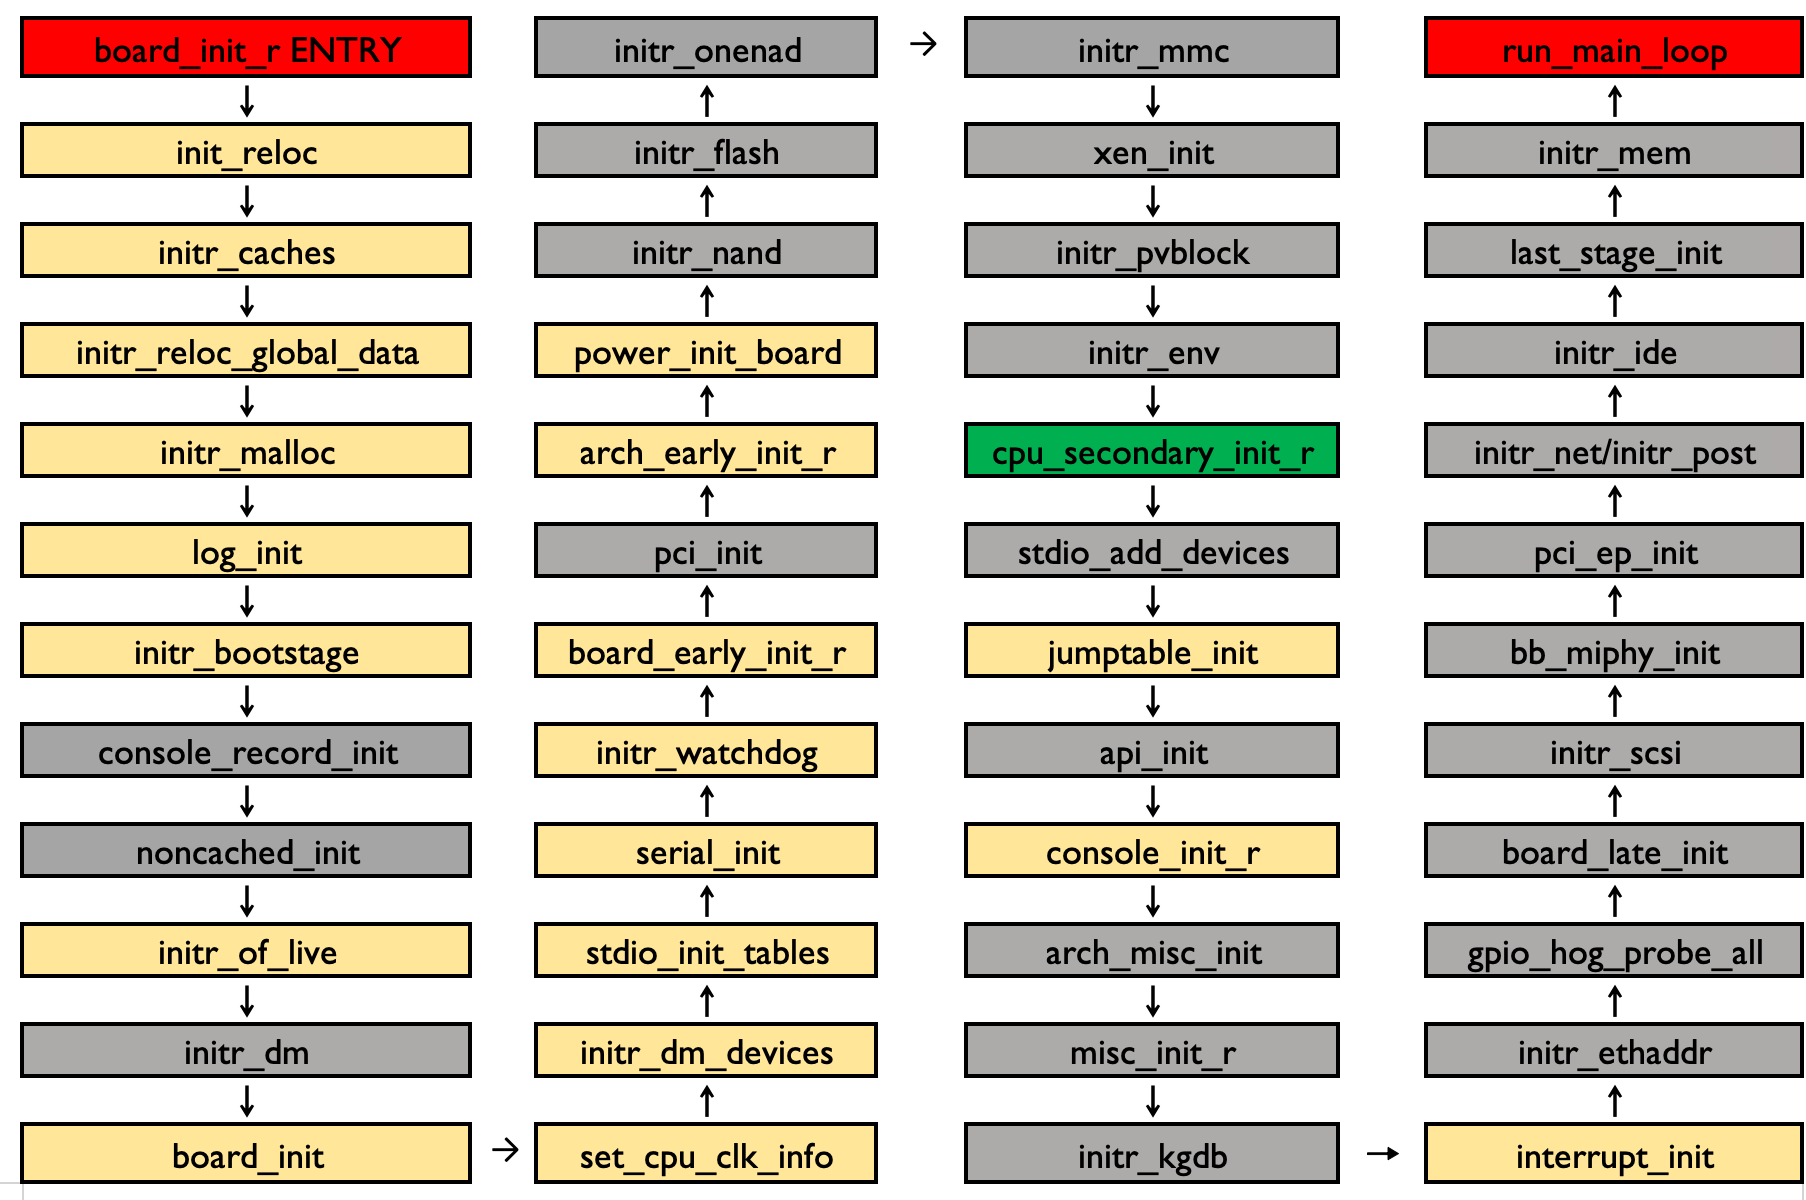 board_init_r ENTRY
init_reloc
initr_caches
initr_reloc_global_data
initr_malloc
log_init
initr_bootstage
console_record_init
noncached_init
initr_of_live
initr_dm
board_init
initr_onenad
initr_flash
initr_nand
power_init_board
arch_early_init_r
pci_init
board_early_init_r
initr_watchdog
serial_init
stdio_init_tables
initr_dm_devices
set_cpu_clk_info
initr_mmc
xen_init
initr_pvblock
initr_env
cpu_secondary_init_r
stdio_add_devices
jumptable_init
api_init
console_init_r
arch_misc_init
misc_init_r
initr_kgdb
run_main_loop
initr_mem
last_stage_init
initr_ide
initr_net/initr_post
pci_ep_init
bb_miphy_init
initr_scsi
board_late_init
gpio_hog_probe_all
initr_ethaddr
interrupt_init